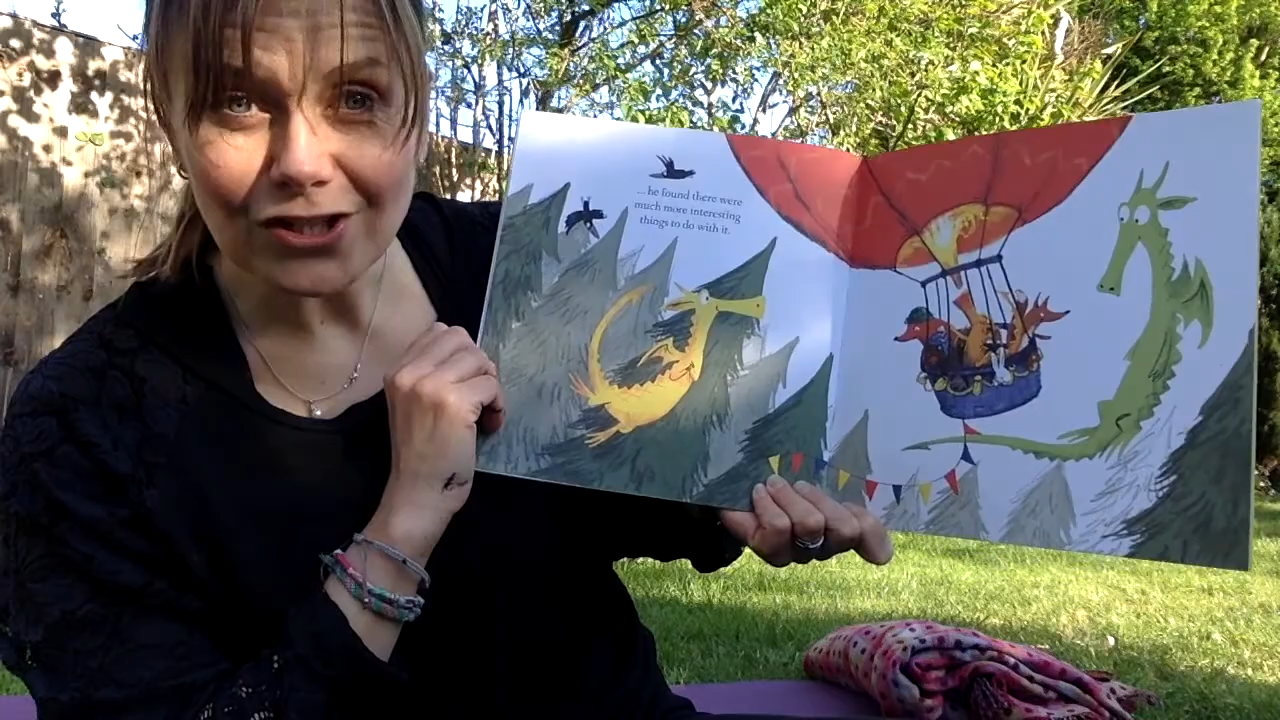 ... he found there were
much more interesting
things to do with it.